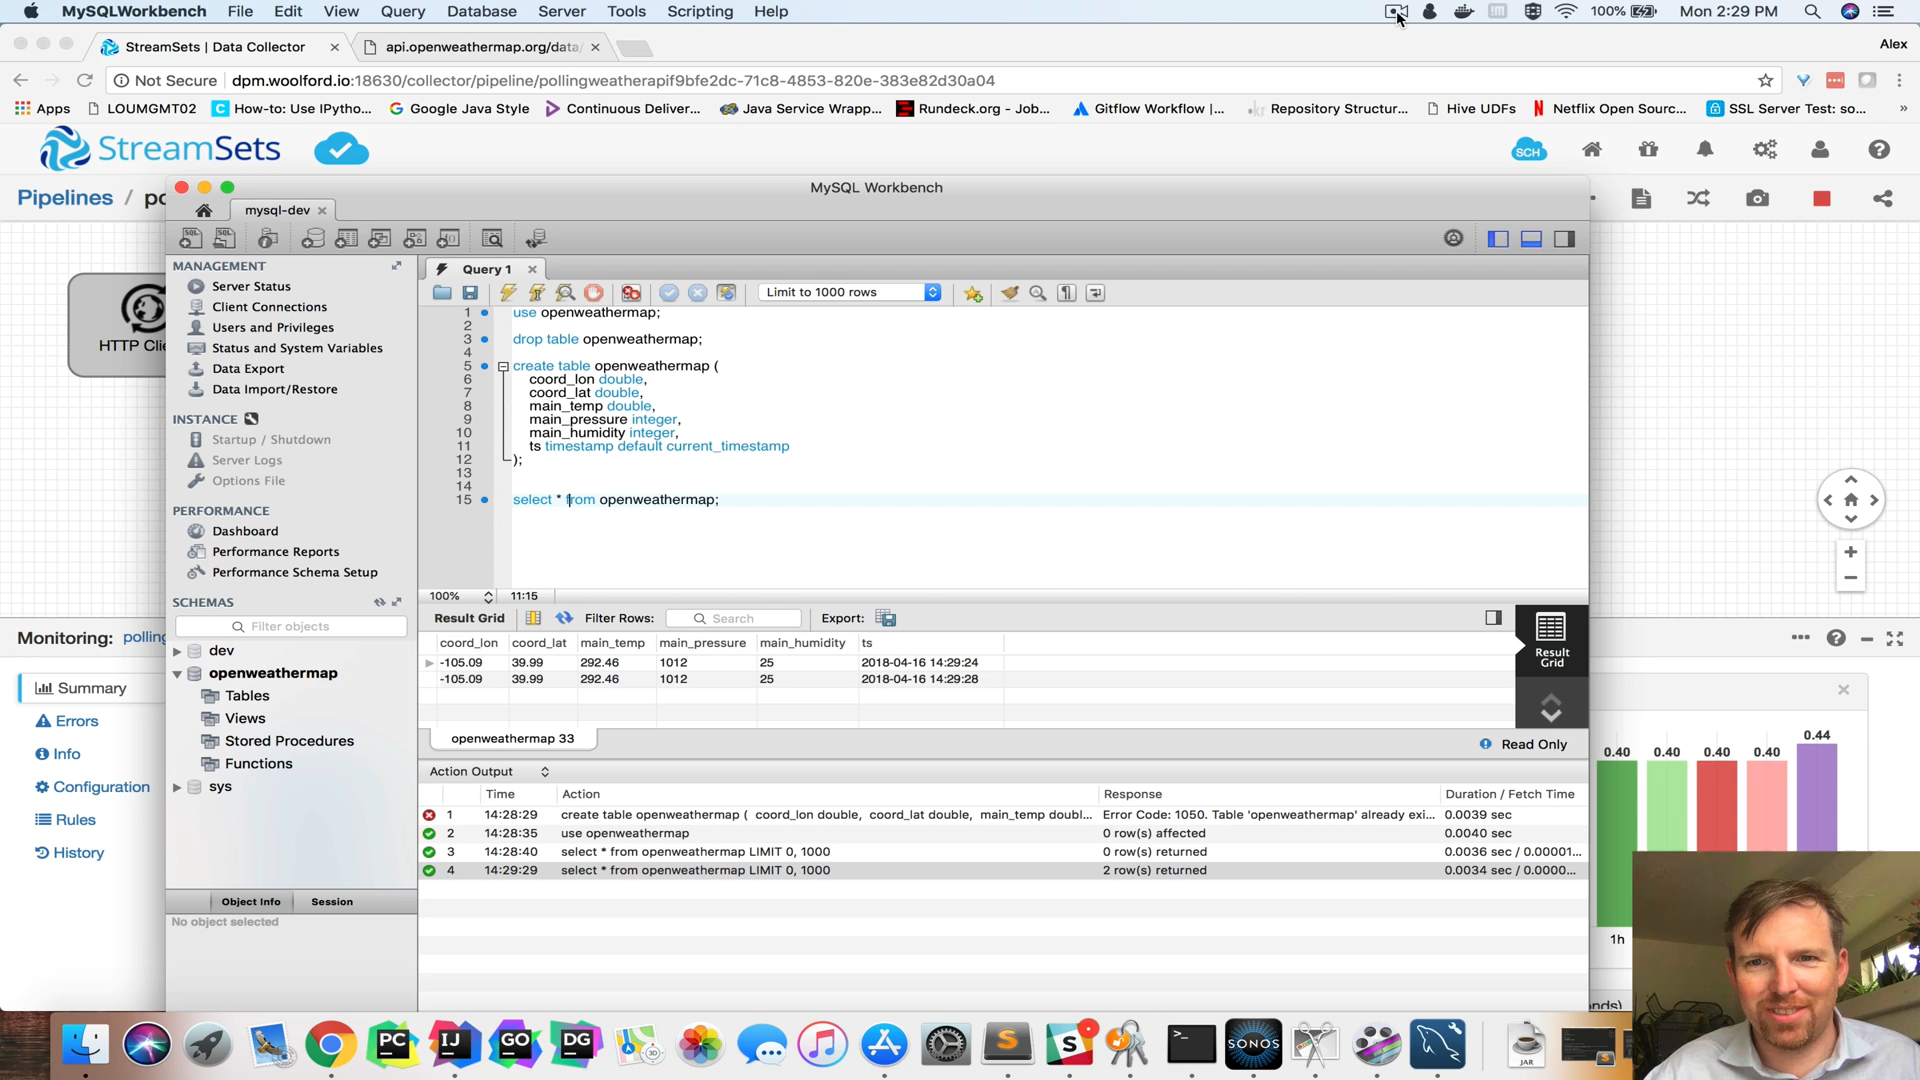 MySQLWorkbench File Edit View Query Database Server Tools Scripting Help 100% Mon 2:29 PM
StreamSets | Data Collector api.openweathermap.org/data/ Alex
Not Secure dpm.woolford.io:18630/collector/pipeline/pollingweatherapif9bfe2dc-71c8-4853-820e-383e82d30a04
Apps LOUMGMT02 How-to: Use IPytho... Google Java Style Continuous Deliver... Java Service Wrapp... Rundeck.org - Job... Gitflow Workflow |... Repository Structur... Hive UDFs Netflix Open Sourc... SSL Server Test: so... »
StreamSets SCH
Pipelines / po
MySQL Workbench
mysql-dev
MANAGEMENT
Server Status
Client Connections
Users and Privileges
Status and System Variables
Data Export
Data Import/Restore
INSTANCE
Startup / Shutdown
Server Logs
Options File
PERFORMANCE
Dashboard
Performance Reports
Performance Schema Setup
SCHEMAS
Filter objects
dev
openweathermap
Tables
Views
Stored Procedures
Functions
sys
Object Info Session
No object selected
HTTP Clie
Query 1
Limit to 1000 rows
1 use openweathermap;
2
3 drop table openweathermap;
4
5 create table openweathermap (
6 coord_lon double,
7 coord_lat double,
8 main_temp double,
9 main_pressure integer,
10 main_humidity integer,
11 ts timestamp default current_timestamp
12 );
13
14
15 select * from openweathermap;
100% 11:15
Result Grid Filter Rows: Search Export:
coord_lon coord_lat main_temp main_pressure main_humidity ts
-105.09 39.99 292.46 1012 25 2018-04-16 14:29:24
-105.09 39.99 292.46 1012 25 2018-04-16 14:29:28
Result Grid
openweathermap 33 Read Only
Action Output
Time Action Response Duration / Fetch Time
1 14:28:29 create table openweathermap ( coord_lon double, coord_lat double, main_temp doubl... Error Code: 1050. Table 'openweathermap' already exi... 0.0039 sec
2 14:28:35 use openweathermap 0 row(s) affected 0.0040 sec
3 14:28:40 select * from openweathermap LIMIT 0, 1000 0 row(s) returned 0.0036 sec / 0.00001...
4 14:29:29 select * from openweathermap LIMIT 0, 1000 2 row(s) returned 0.0034 sec / 0.0000...
Monitoring: polling
Summary
Errors
Info
Configuration
Rules
History
0.40 0.40 0.40 0.40 0.44
1h
nds)
PC IJ GO DG 3D S S SONOS JAR